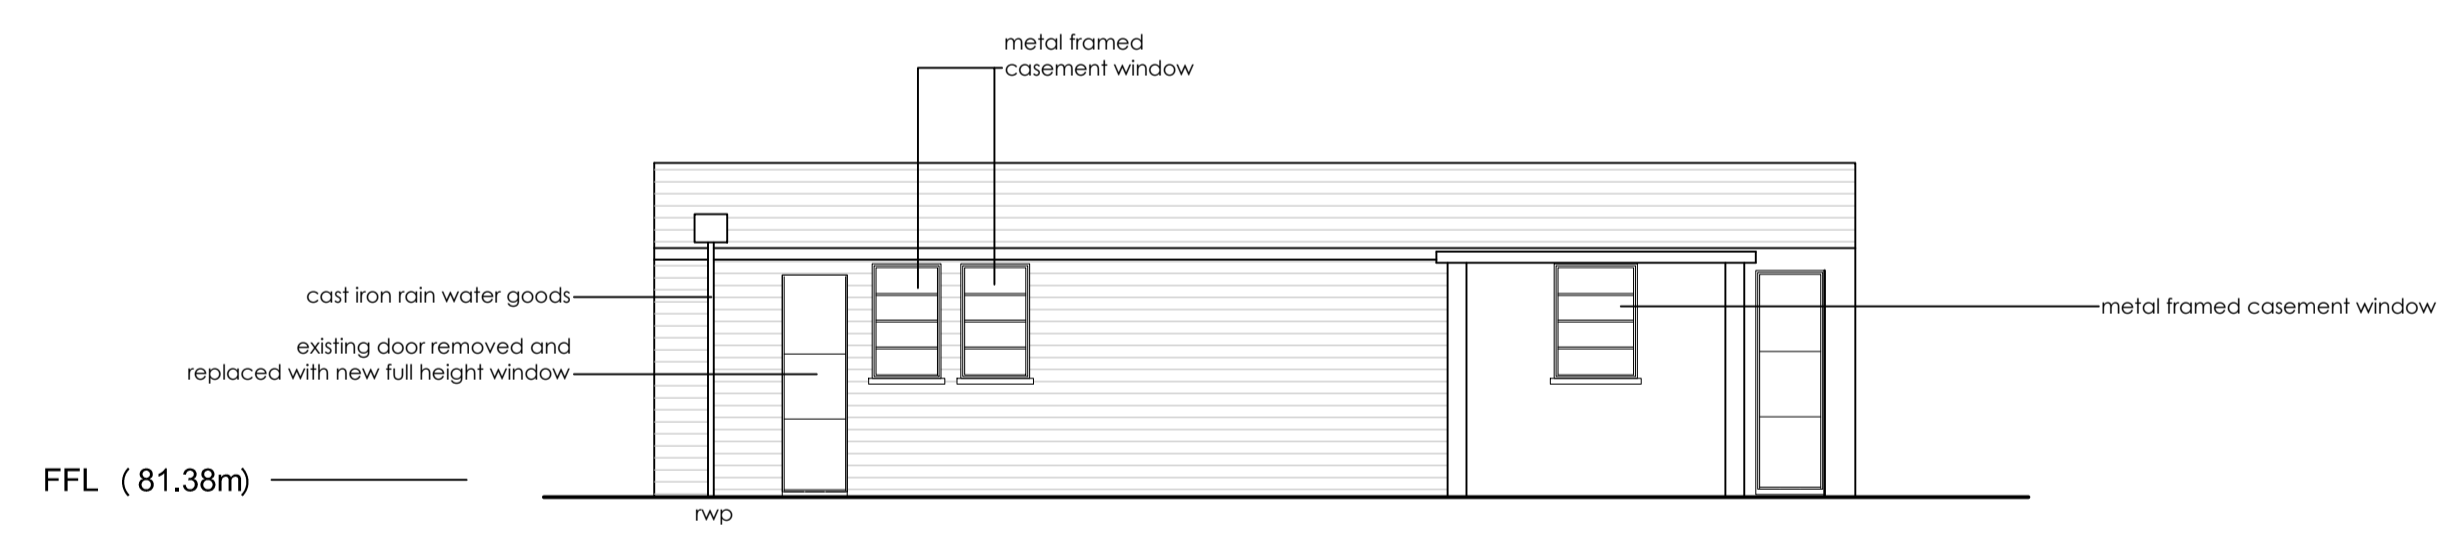 metal framed
casement window
cast iron rain water goods
existing door removed and
replaced with new full height window
metal framed casement window
FFL (81.38m)
rwp